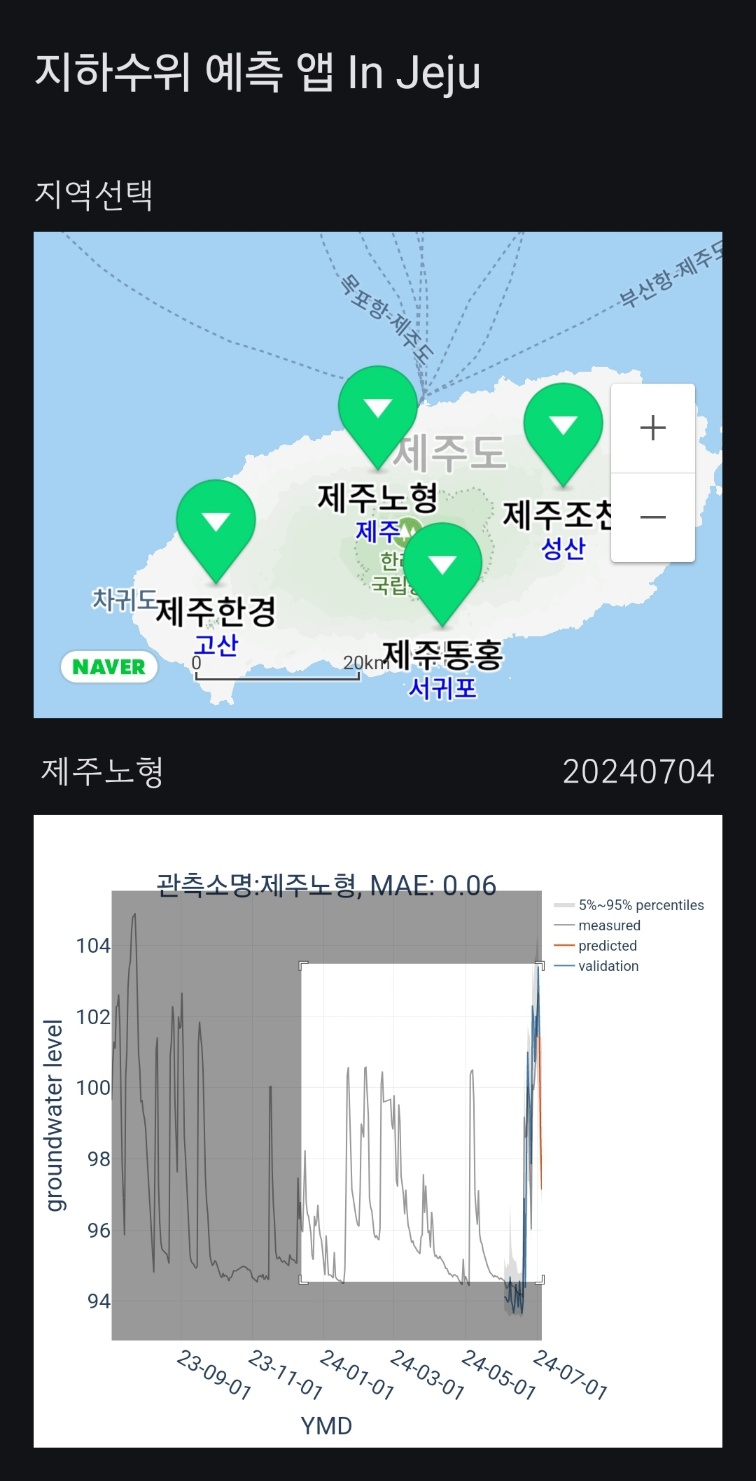 지하수위 예측 앱 In Jeju
지역선택
목포항-제주도
부산항-제주도
제주도
제주노형
제주
제주조천
성산
한라
국립
차귀도
제주한경
고산
NAVER
0
20km
제주동홍
서귀포
제주노형
20240704
관측소명:제주노형, MAE: 0.06
5%~95% percentiles
measured
predicted
validation
groundwater level
104
102
100
98
96
94
23-09-01
23-11-01
24-01-01
24-03-01
24-05-01
24-07-01
YMD